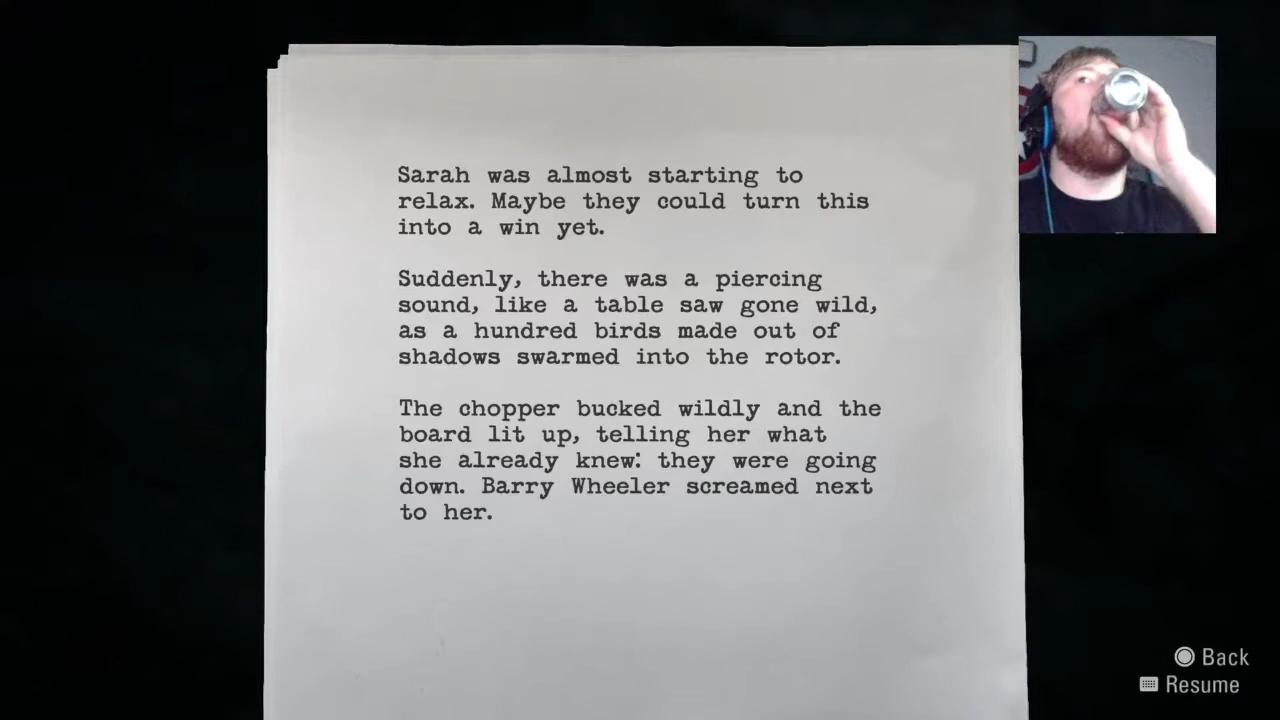 Sarah was almost starting to
relax. Maybe they could turn this
into a win yet.
Suddenly, there was a piercing
sound, like a table saw gone wild,
as a hundred birds made out of
shadows swarmed into the rotor.
The chopper bucked wildly and the
board lit up, telling her what
she already knew: they were going
down. Barry Wheeler screamed next
to her.
Back
Resume